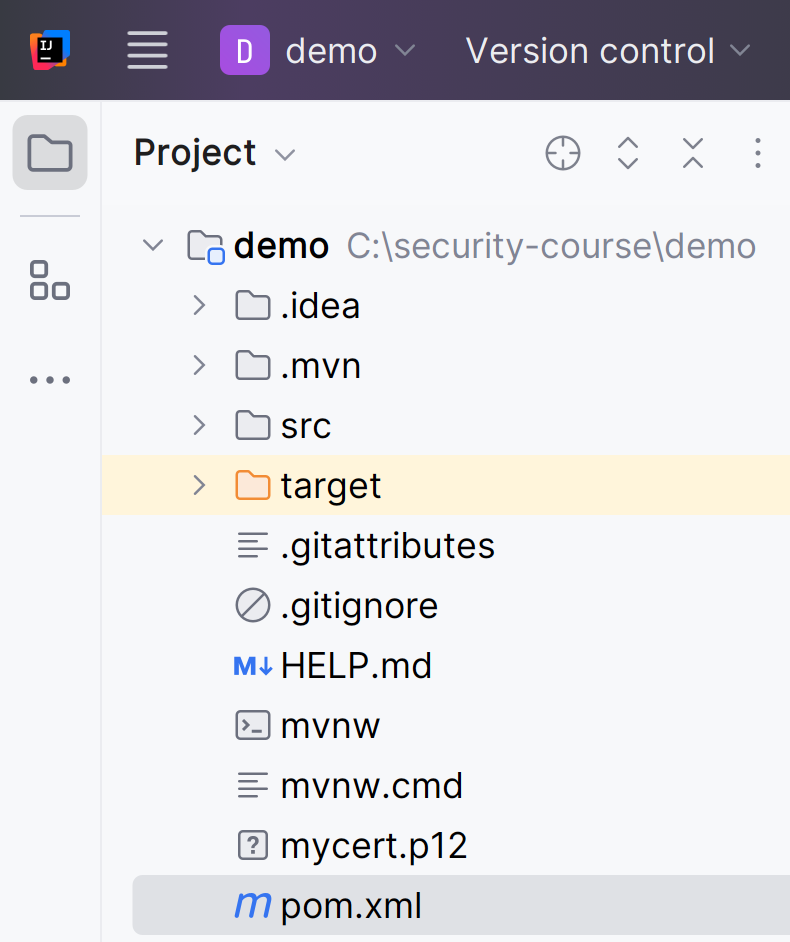 IJ D demo Version control
Project
demo C:\security-course\demo
.idea
.mvn
src
target
.gitattributes
.gitignore
M↓ HELP.md
mvnw
mvnw.cmd
? mycert.p12
m pom.xml